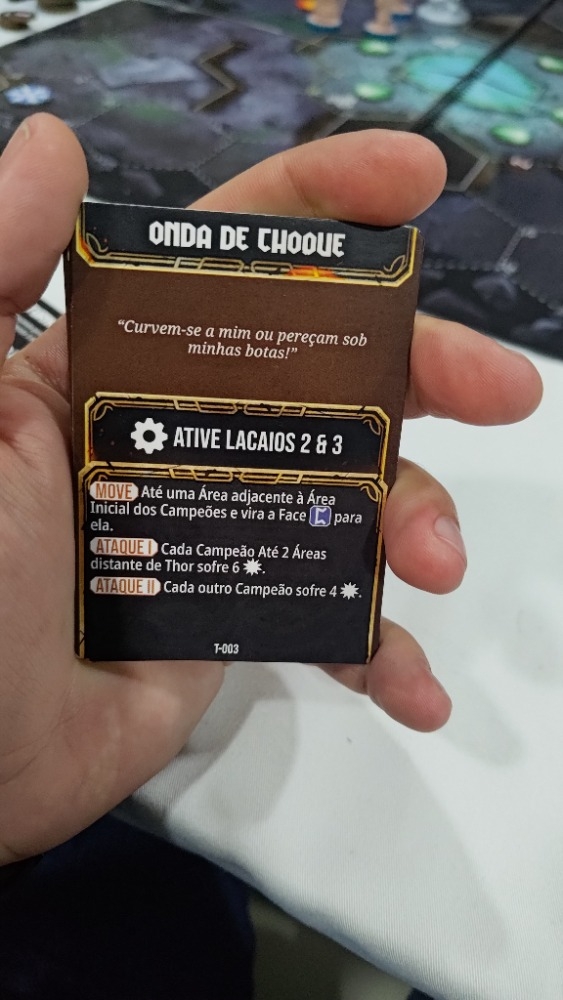 ONDA DE CHOQUE
“Curvem-se a mim ou pereçam sob
minhas botas!”
ATIVE LACAIOS 2 & 3
MOVE Até uma Área adjacente à Área
Inicial dos Campeões e vira a Face para
ela.
ATAQUE I Cada Campeão Até 2 Áreas
distante de Thor sofre 6
ATAQUE II Cada outro Campeão sofre 4
T-003